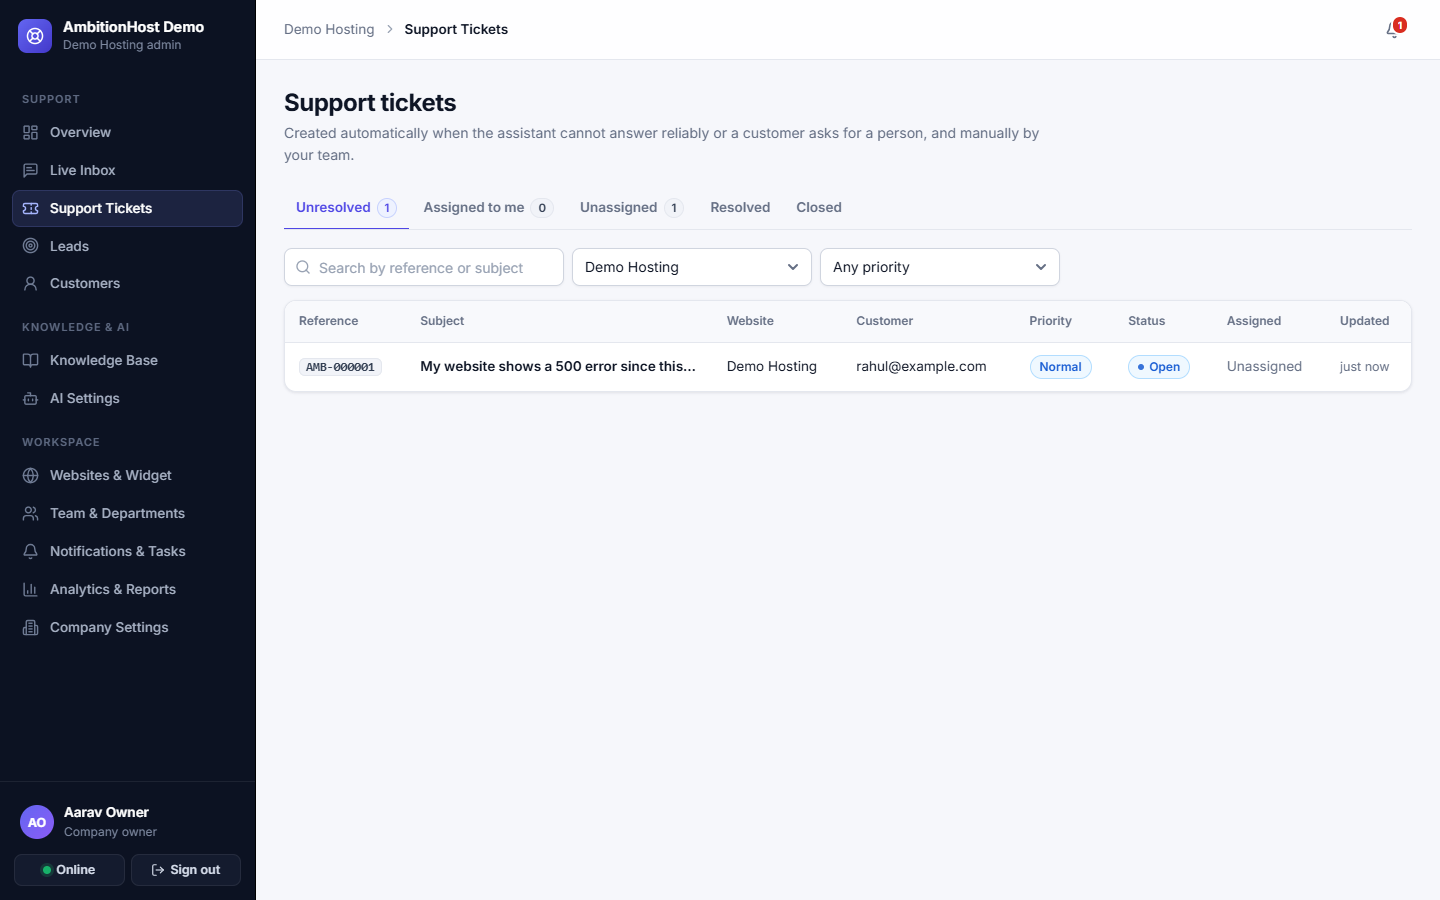 AmbitionHost Demo
Demo Hosting admin
SUPPORT
Overview
Live Inbox
Support Tickets
Leads
Customers
KNOWLEDGE & AI
Knowledge Base
AI Settings
WORKSPACE
Websites & Widget
Team & Departments
Notifications & Tasks
Analytics & Reports
Company Settings
AO
Aarav Owner
Company owner
Online
Sign out
Demo Hosting > Support Tickets
1
Support tickets
Created automatically when the assistant cannot answer reliably or a customer asks for a person, and manually by
your team.
Unresolved 1 Assigned to me 0 Unassigned 1 Resolved Closed
Search by reference or subject Demo Hosting Any priority
Reference Subject Website Customer Priority Status Assigned Updated
AMB-000001 My website shows a 500 error since this... Demo Hosting rahul@example.com Normal Open Unassigned just now